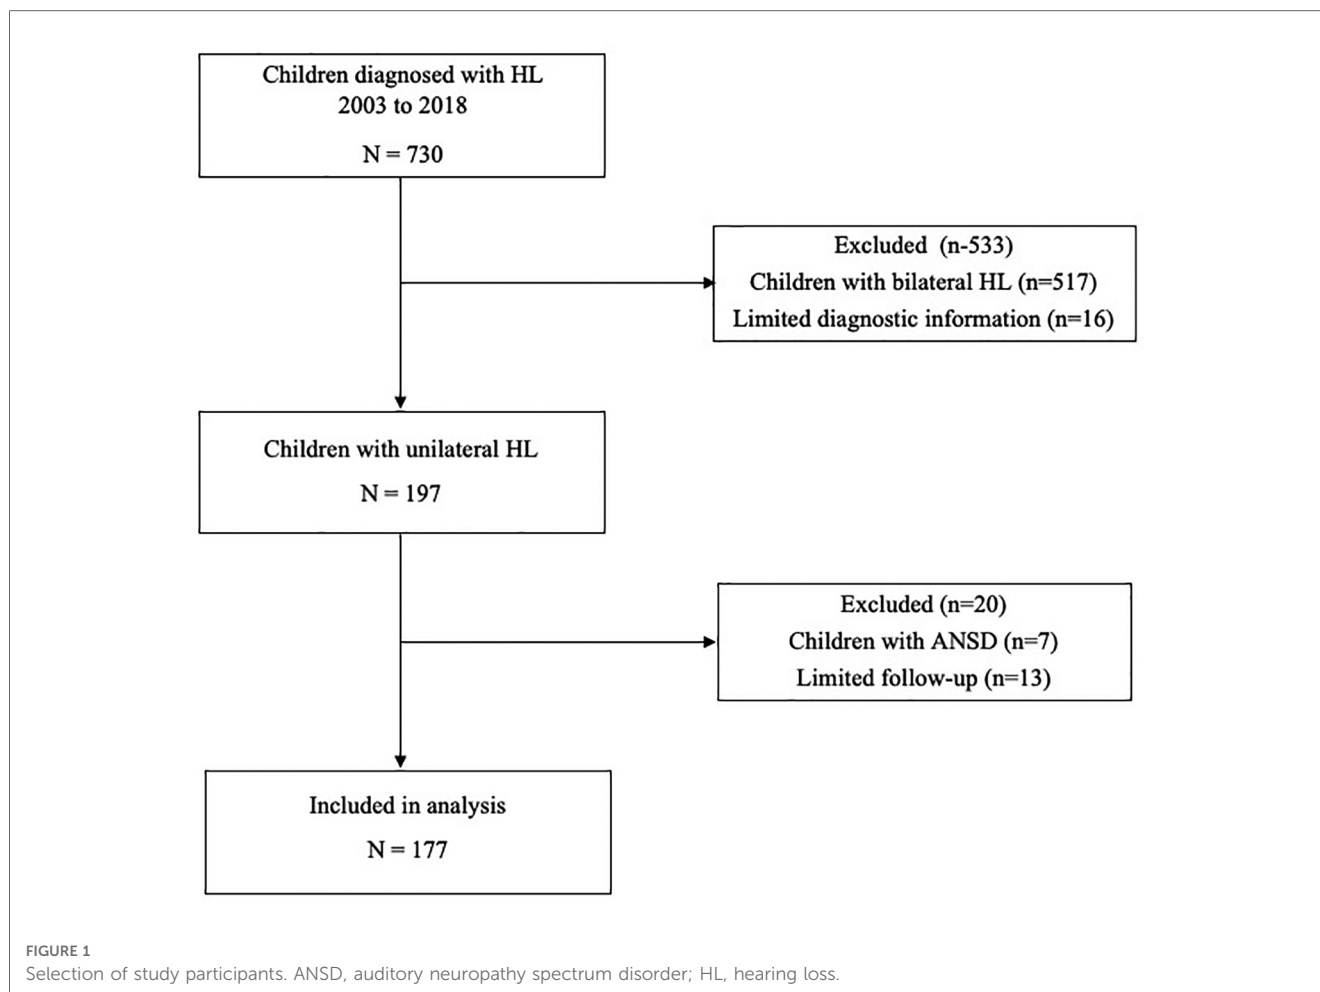 Children diagnosed with HL
2003 to 2018
N = 730
Excluded (n-533)
Children with bilateral HL (n=517)
Limited diagnostic information (n=16)
Children with unilateral HL
N = 197
Excluded (n=20)
Children with ANSD (n=7)
Limited follow-up (n=13)
Included in analysis
N = 177
FIGURE 1
Selection of study participants. ANSD, auditory neuropathy spectrum disorder; HL, hearing loss.